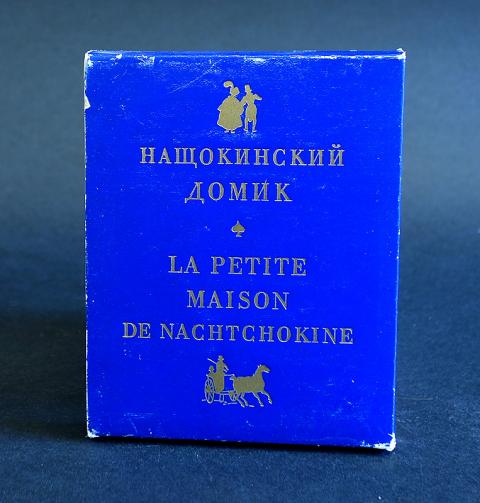 НАЩОКИНСКИЙ
ДОМИК
LA PETITE
MAISON
DE NACHTCHOKINE